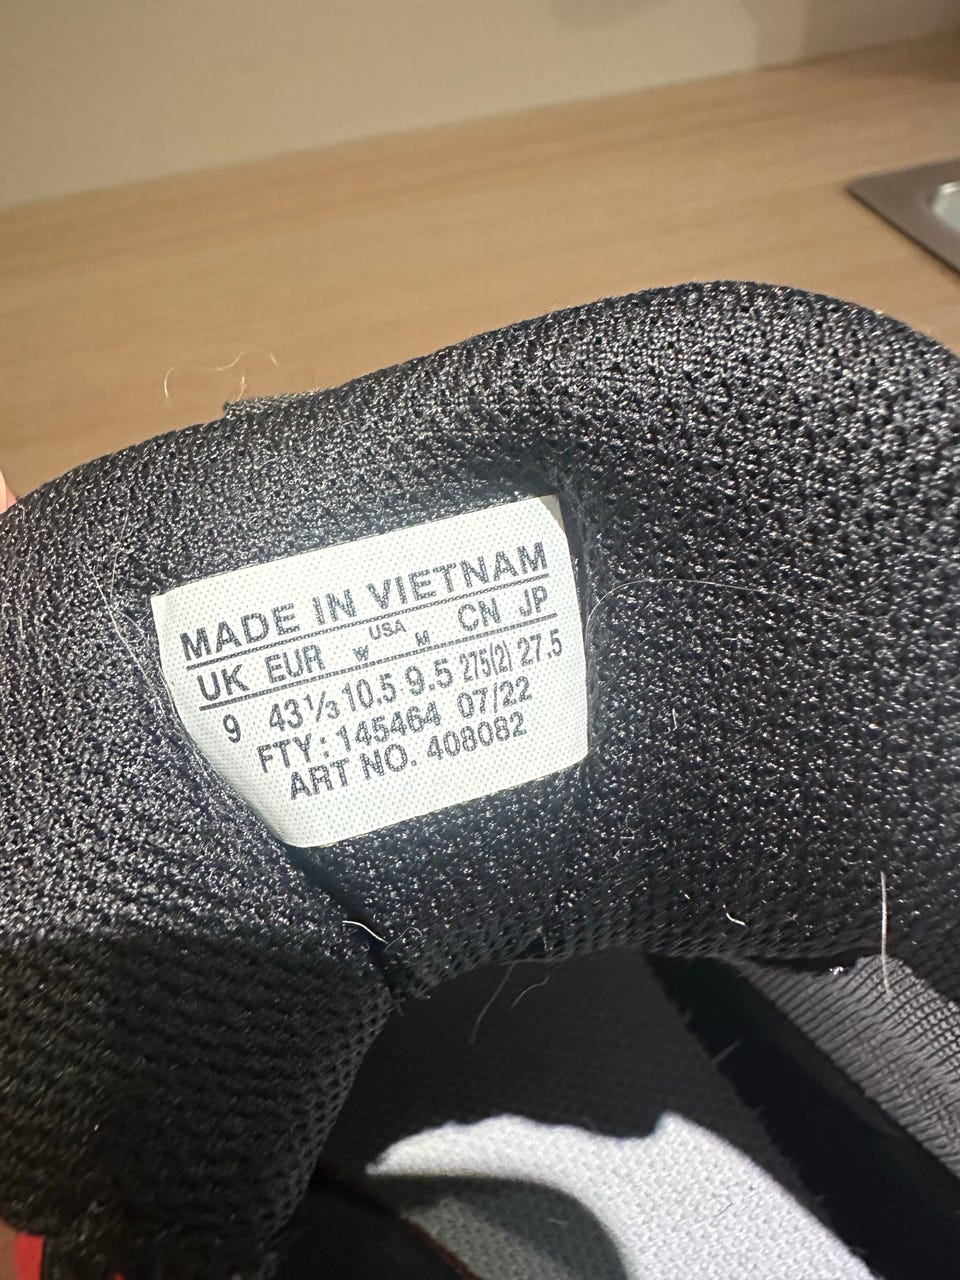 MADE IN VIETNAM
UK EUR W USA M CN JP
9 43⅓ 10.5 9.5 275(2) 27.5
FTY: 145464 07/22
ART NO. 408082